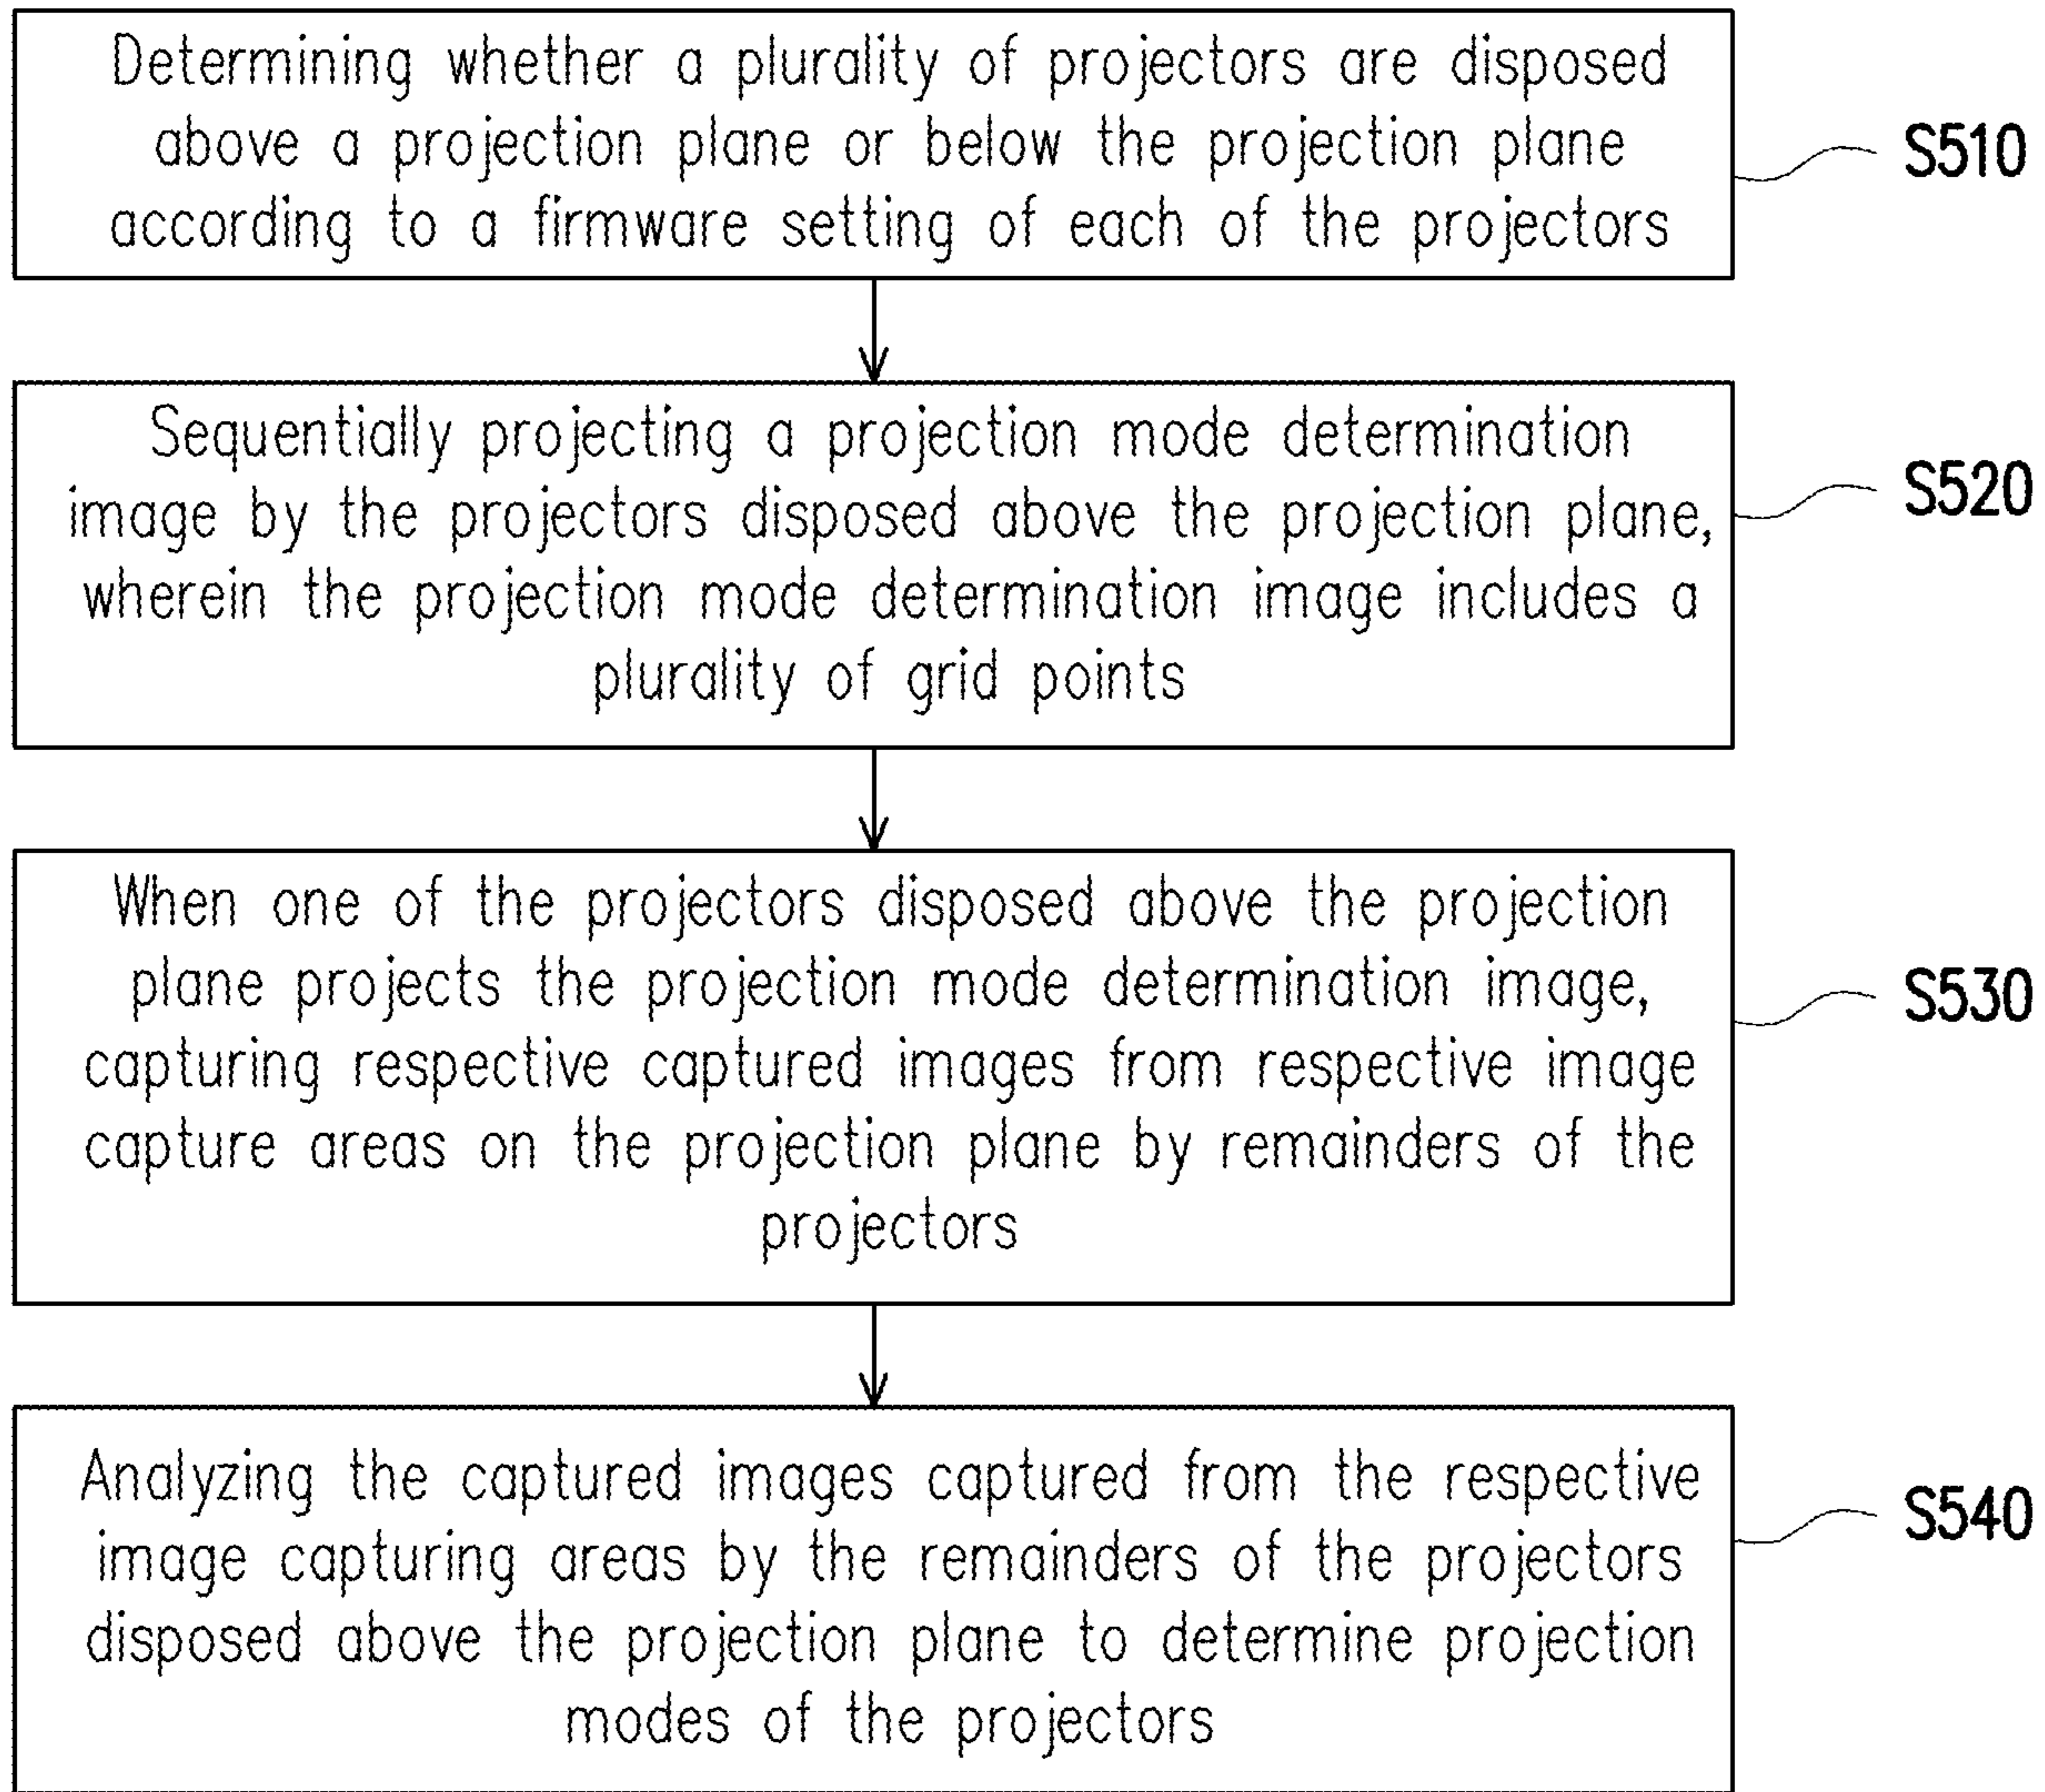 Determining whether a plurality of projectors are disposed
above a projection plane or below the projection plane
according to a firmware setting of each of the projectors
S510
Sequentially projecting a projection mode determination
image by the projectors disposed above the projection plane,
wherein the projection mode determination image includes a
plurality of grid points
S520
When one of the projectors disposed above the projection
plane projects the projection mode determination image,
capturing respective captured images from respective image
capture areas on the projection plane by remainders of the
projectors
S530
Analyzing the captured images captured from the respective
image capturing areas by the remainders of the projectors
disposed above the projection plane to determine projection
modes of the projectors
S540